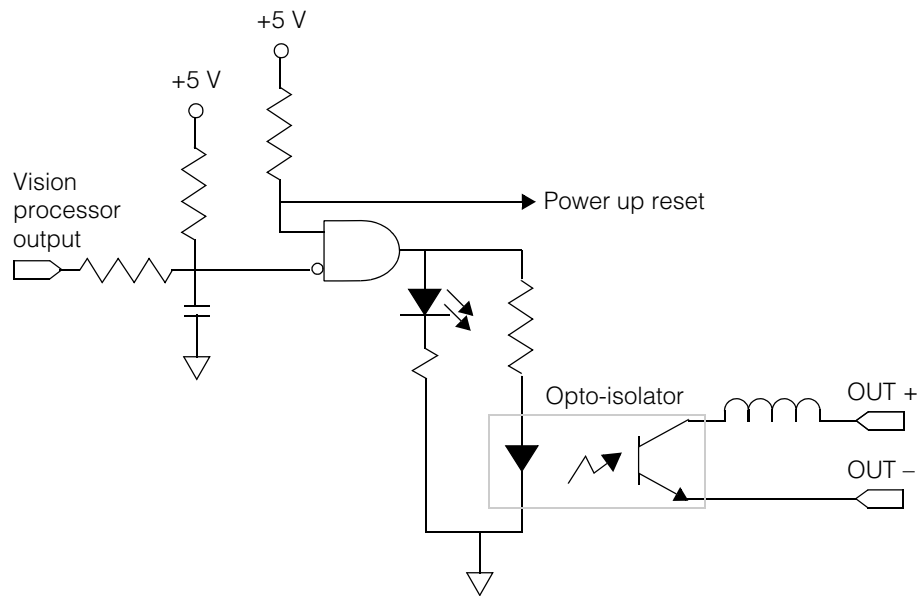 +5 V
+5 V
Vision
processor
output
Power up reset
Opto-isolator
OUT +
OUT –